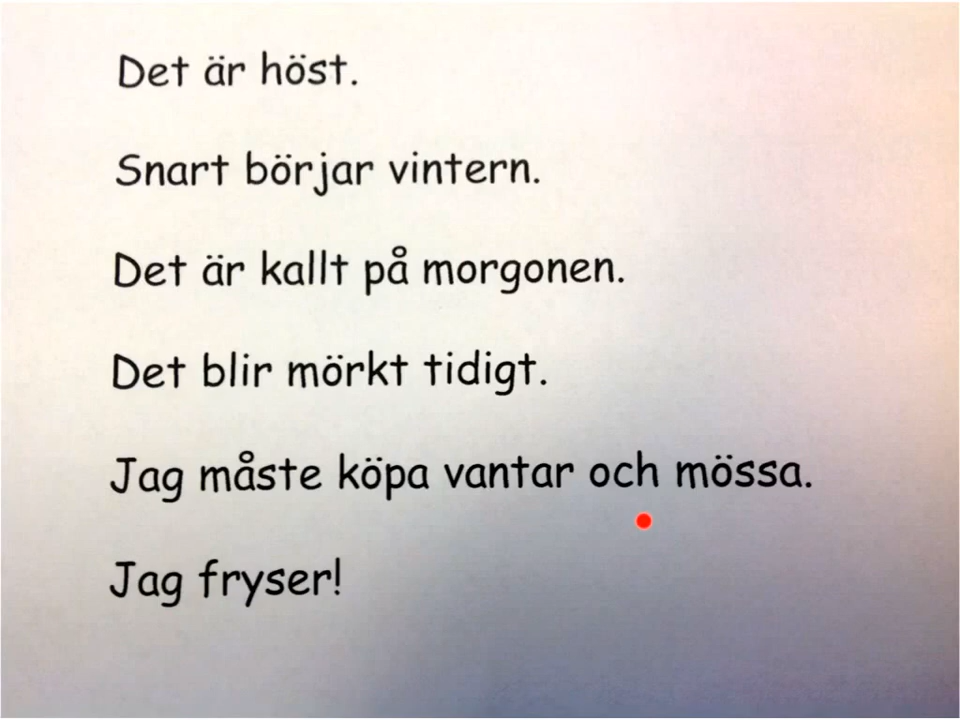 Det är höst.
Snart börjar vintern.
Det är kallt på morgonen.
Det blir mörkt tidigt.
Jag måste köpa vantar och mössa.
Jag fryser!